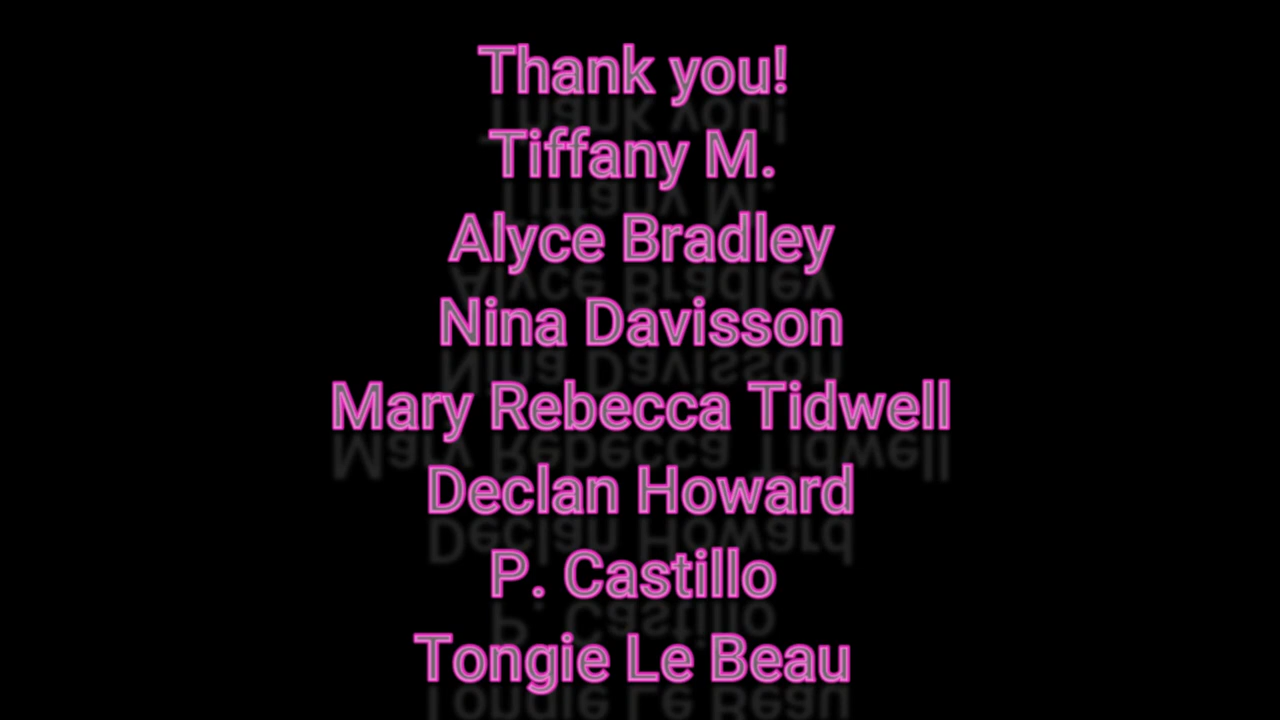 Thank you!
Tiffany M.
Alyce Bradley
Nina Davisson
Mary Rebecca Tidwell
Declan Howard
P. Castillo
Tongie Le Beau